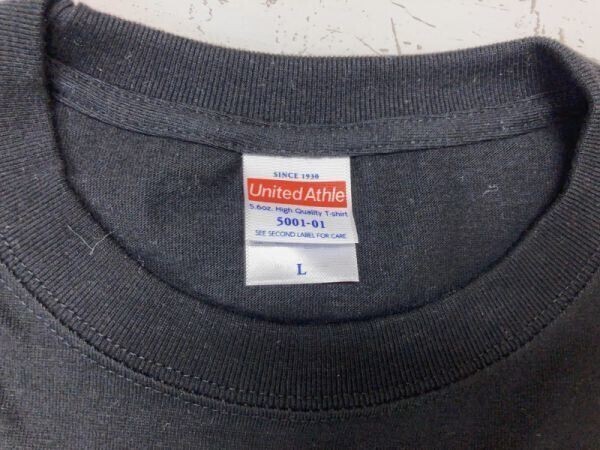 SINCE 1930
United Athle
5.6oz. High Quality T-shirt
5001-01
SEE SECOND LABEL FOR CARE
L